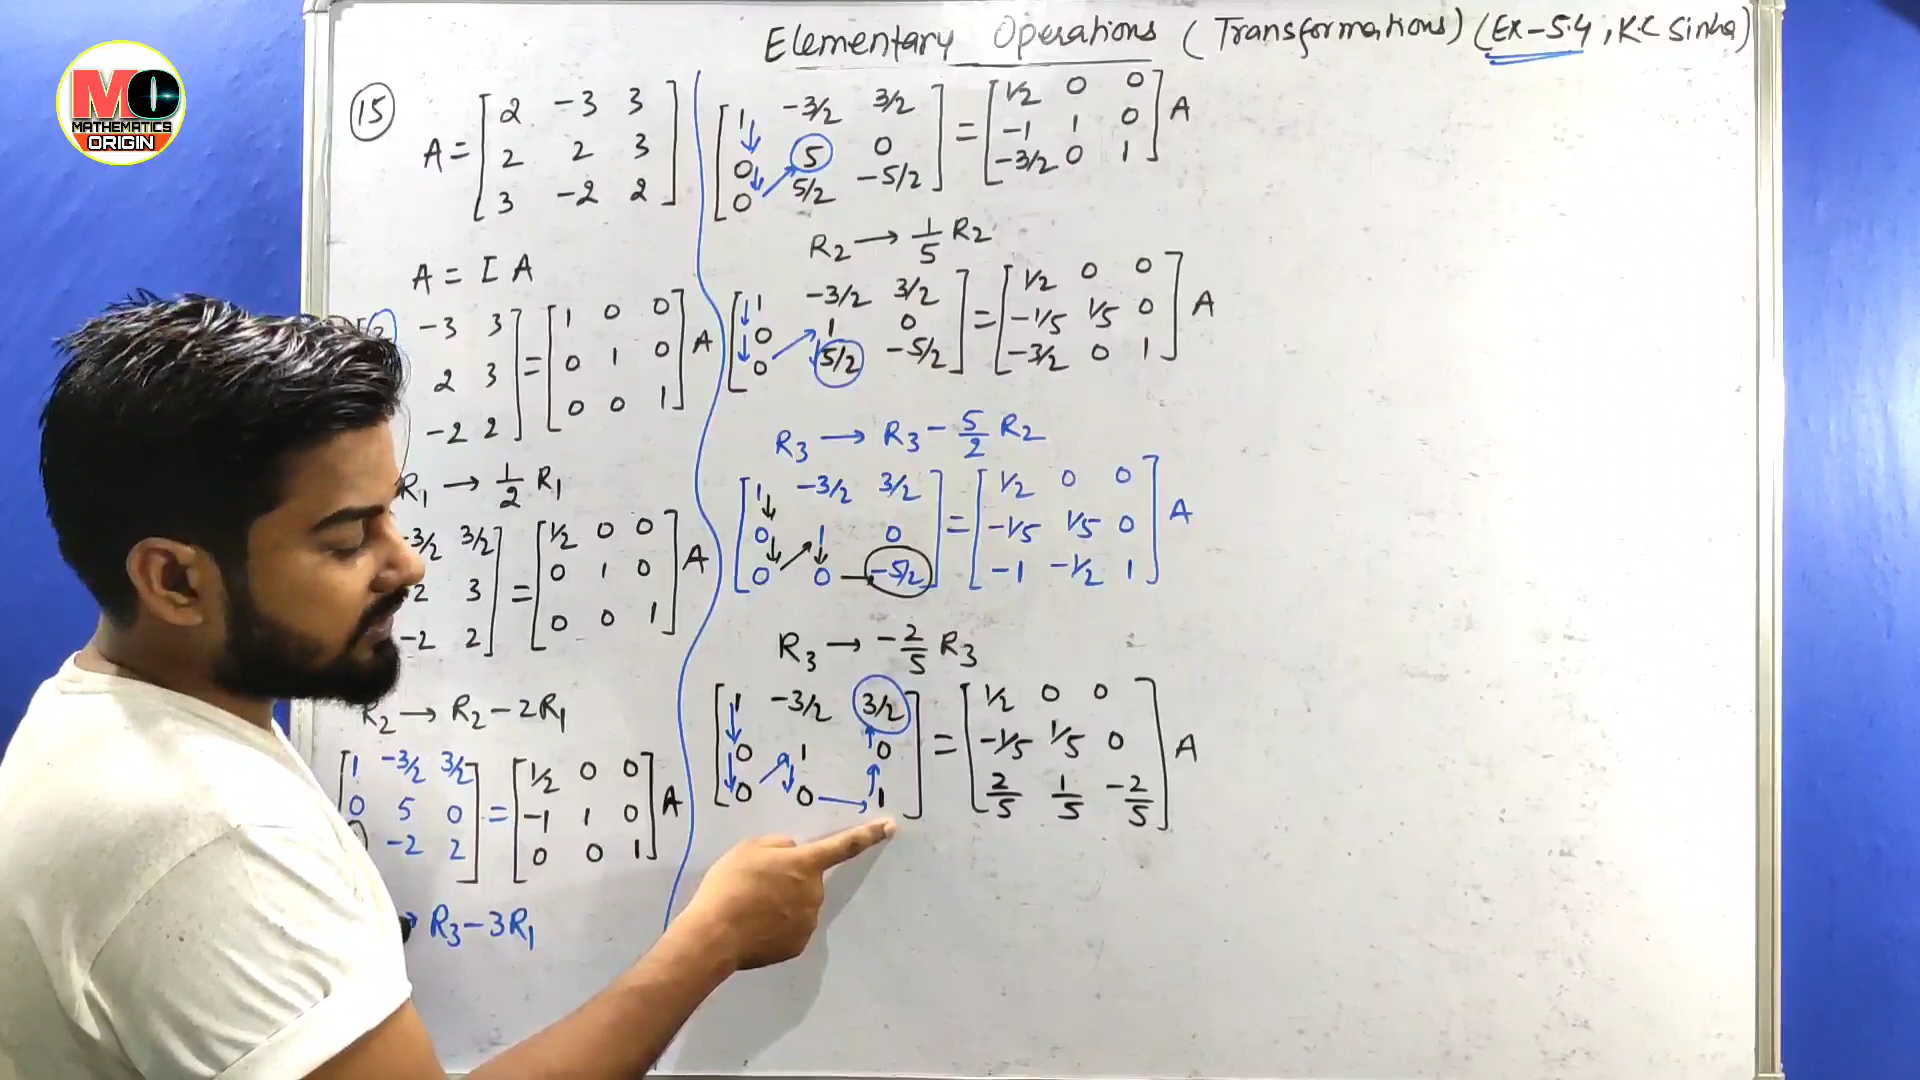 MO
MATHEMATICS
ORIGIN
Elementary Operations (Transformations) (Ex-5.4, K.C Sinha)
15
A = [2 -3 3
2 2 3
3 -2 2]
A = I A
-3 3] = [1 0 0
2 3 0 1 0
-2 2] 0 0 1] A
R1 → 1/2 R1
-3/2 3/2] = [1/2 0 0
2 3 0 1 0
-2 2] 0 0 1] A
R2 → R2 - 2R1
[1 -3/2 3/2] = [1/2 0 0
0 5 0 -1 1 0
-2 2] 0 0 1] A
→ R3 - 3R1
[1 -3/2 3/2] = [1/2 0 0
0 5 0 -1 1 0
0 5/2 -5/2] -3/2 0 1] A
R2 → 1/5 R2
[1 -3/2 3/2] = [1/2 0 0
0 1 0 -1/5 1/5 0
0 5/2 -5/2] -3/2 0 1] A
R3 → R3 - 5/2 R2
[1 -3/2 3/2] = [1/2 0 0
0 1 0 -1/5 1/5 0
0 0 -5/2] -1 -1/2 1] A
R3 → -2/5 R3
[1 -3/2 3/2] = [1/2 0 0
0 1 0 -1/5 1/5 0
0 0 1] 2/5 1/5 -2/5] A